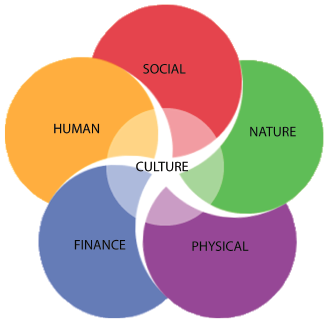 SOCIAL
HUMAN
NATURE
CULTURE
FINANCE
PHYSICAL